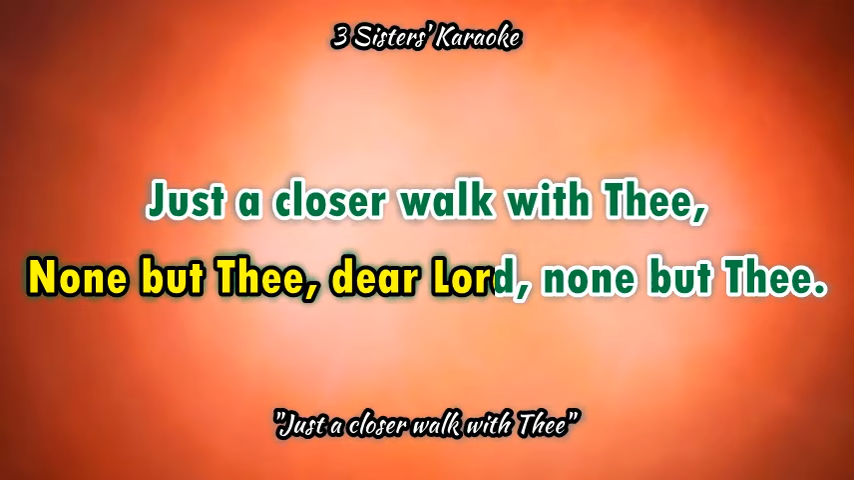 3 Sisters' Karaoke
Just a closer walk with Thee,
None but Thee, dear Lord, none but Thee.
"Just a closer walk with Thee"